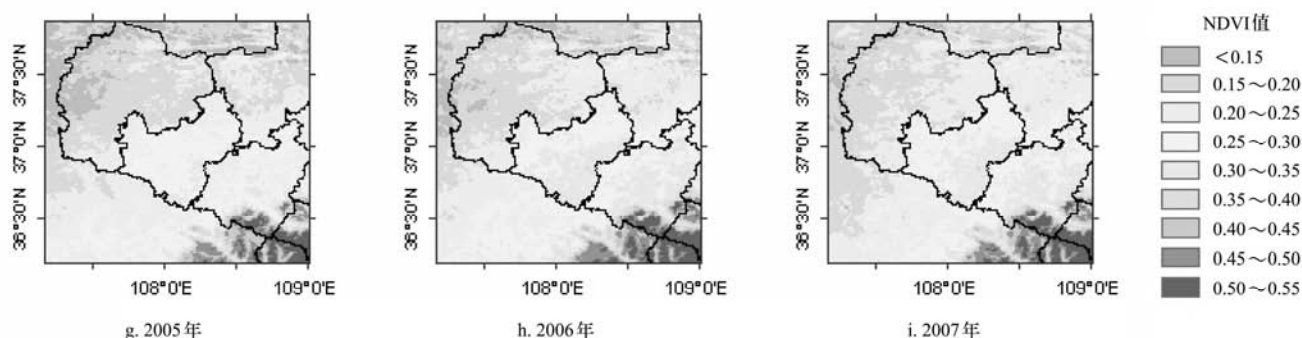 37°30′N
37°0′N
36°30′N
108°0′E
109°0′E
g. 2005年
37°30′N
37°0′N
36°30′N
108°0′E
109°0′E
h. 2006年
37°30′N
37°0′N
36°30′N
108°0′E
109°0′E
i. 2007年
NDVI值
<0.15
0.15～0.20
0.20～0.25
0.25～0.30
0.30～0.35
0.35～0.40
0.40～0.45
0.45～0.50
0.50～0.55